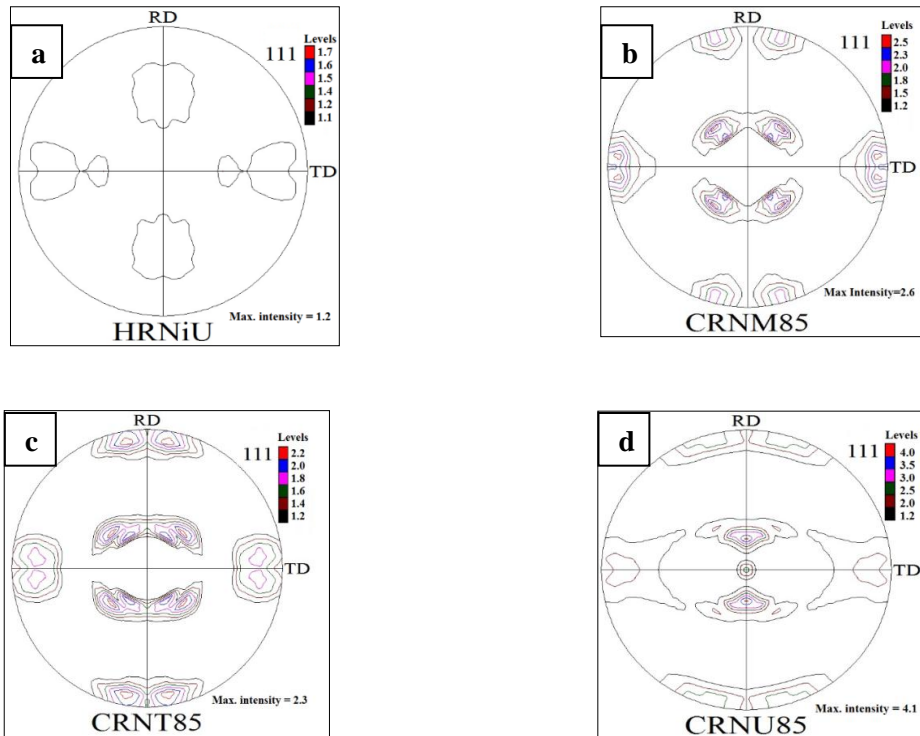 a
RD
Levels
111
1.7
1.6
1.5
1.4
1.2
1.1
TD
Max. intensity = 1.2
HRNiU
b
RD
Levels
111
2.5
2.3
2.0
1.8
1.5
1.2
TD
Max Intensity=2.6
CRNM85
c
RD
Levels
111
2.2
2.0
1.8
1.6
1.4
1.2
TD
Max. intensity = 2.3
CRNT85
d
RD
Levels
111
4.0
3.5
3.0
2.5
2.0
1.2
TD
Max. intensity = 4.1
CRNU85